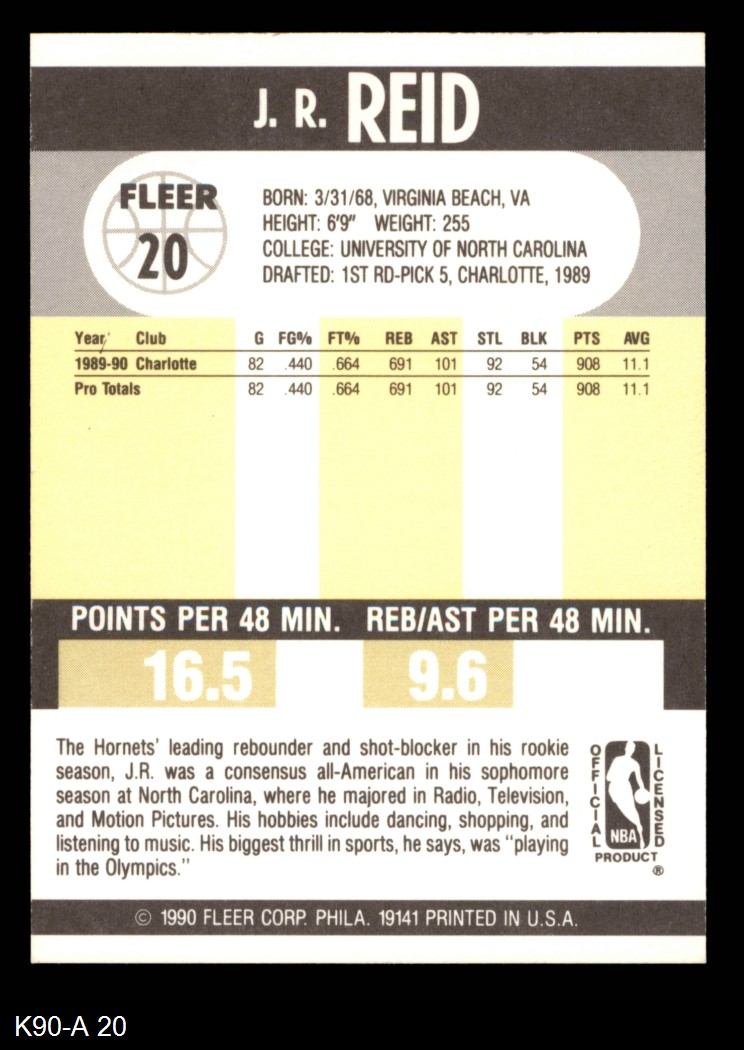 J. R. REID
FLEER
20
BORN: 3/31/68, VIRGINIA BEACH, VA
HEIGHT: 6'9" WEIGHT: 255
COLLEGE: UNIVERSITY OF NORTH CAROLINA
DRAFTED: 1ST RD-PICK 5, CHARLOTTE, 1989
Year Club G FG% FT% REB AST STL BLK PTS AVG
1989-90 Charlotte 82 .440 .664 691 101 92 54 908 11.1
Pro Totals 82 .440 .664 691 101 92 54 908 11.1
POINTS PER 48 MIN. REB/AST PER 48 MIN.
16.5 9.6
The Hornets' leading rebounder and shot-blocker in his rookie
season, J.R. was a consensus all-American in his sophomore
season at North Carolina, where he majored in Radio, Television,
and Motion Pictures. His hobbies include dancing, shopping, and
listening to music. His biggest thrill in sports, he says, was "playing
in the Olympics."
OFFICIAL
LICENSED
NBA
PRODUCT
®
© 1990 FLEER CORP. PHILA. 19141 PRINTED IN U.S.A.
K90-A 20